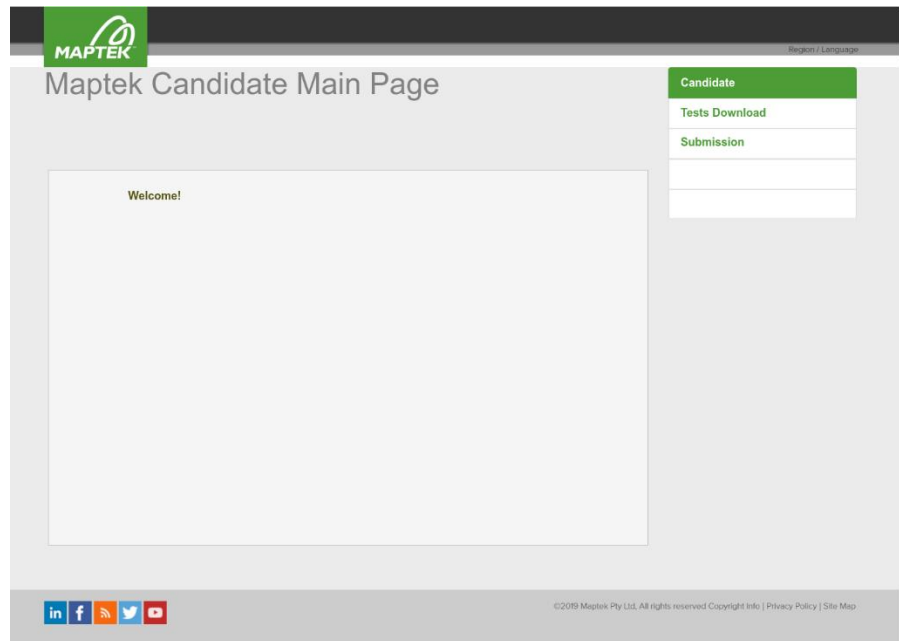 MAPTEK
Region / Language
Maptek Candidate Main Page
Candidate
Tests Download
Submission
Welcome!
in f
©2019 Maptek Pty Ltd, All rights reserved Copyright Info | Privacy Policy | Site Map